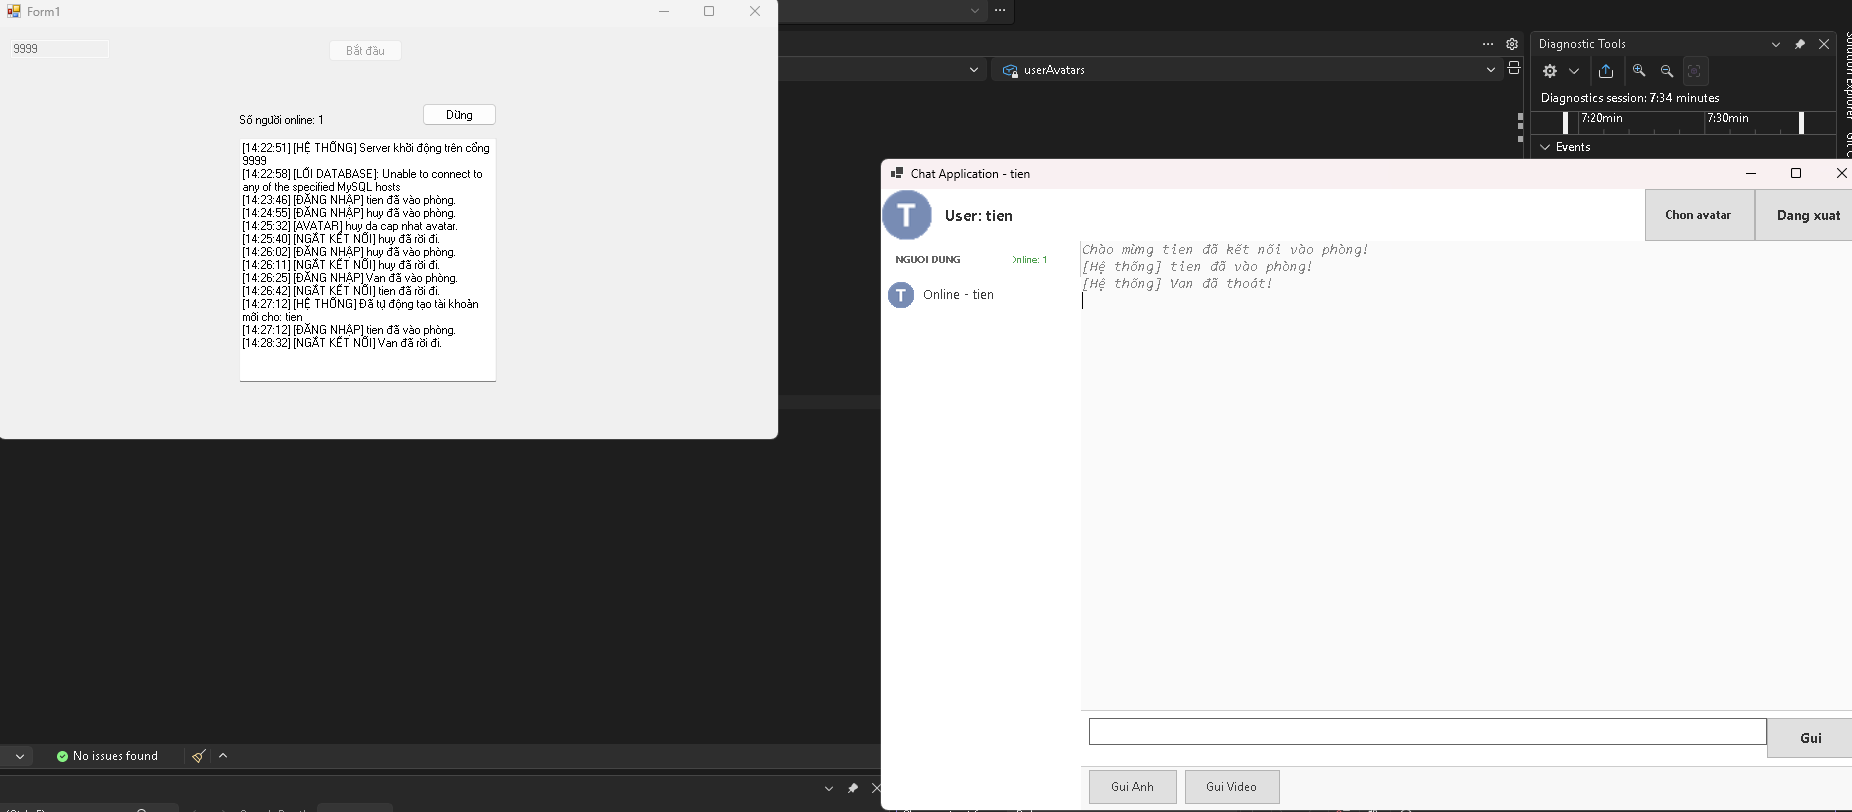 Form1
9999
Bắt đầu
Số người online: 1
Dừng
[14:22:51] [HỆ THỐNG] Server khởi động trên cổng
9999
[14:22:58] [LỖI DATABASE]: Unable to connect to
any of the specified MySQL hosts
[14:23:46] [ĐĂNG NHẬP] tien đã vào phòng.
[14:24:55] [ĐĂNG NHẬP] huy đã vào phòng.
[14:25:32] [AVATAR] huy da cap nhat avatar.
[14:25:40] [NGẮT KẾT NỐI] huy đã rời đi.
[14:26:02] [ĐĂNG NHẬP] huy đã vào phòng.
[14:26:11] [NGẮT KẾT NỐI] huy đã rời đi.
[14:26:25] [ĐĂNG NHẬP] Van đã vào phòng.
[14:26:42] [NGẮT KẾT NỐI] tien đã rời đi.
[14:27:12] [HỆ THỐNG] Đã tự động tạo tài khoản
mới cho: tien
[14:27:12] [ĐĂNG NHẬP] tien đã vào phòng.
[14:28:32] [NGẮT KẾT NỐI] Van đã rời đi.
userAvatars
Diagnostic Tools
Diagnostics session: 7:34 minutes
7:20min 7:30min
Events
Solution Explorer
Chat Application - tien
T
User: tien
Chon avatar
Dang xuat
NGUOI DUNG
Online: 1
T
Online - tien
Chào mừng tien đã kết nối vào phòng!
[Hệ thống] tien đã vào phòng!
[Hệ thống] Van đã thoát!
Gui
Gui Anh
Gui Video
No issues found